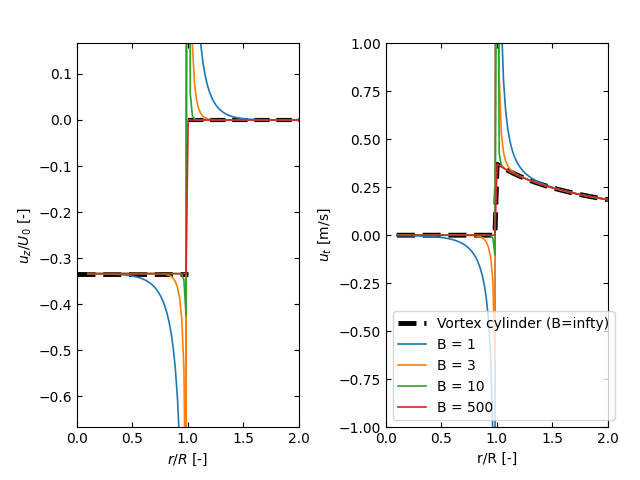 0.1
0.0
−0.1
−0.2
−0.3
−0.4
−0.5
−0.6
u_z/U_0 [-]
0.0 0.5 1.0 1.5 2.0
r/R [-]
1.00
0.75
0.50
0.25
0.00
−0.25
−0.50
−0.75
−1.00
u_t [m/s]
Vortex cylinder (B=infty)
B = 1
B = 3
B = 10
B = 500
0.0 0.5 1.0 1.5 2.0
r/R [-]